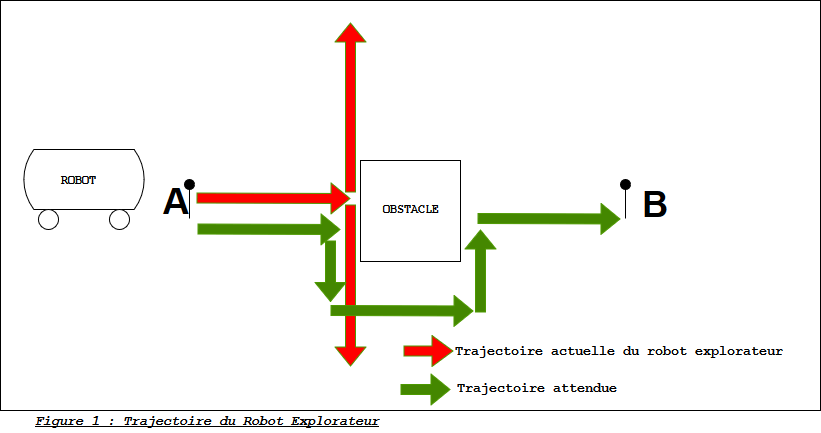 ROBOT
A
OBSTACLE
B
Trajectoire actuelle du robot explorateur
Trajectoire attendue
Figure 1 : Trajectoire du Robot Explorateur